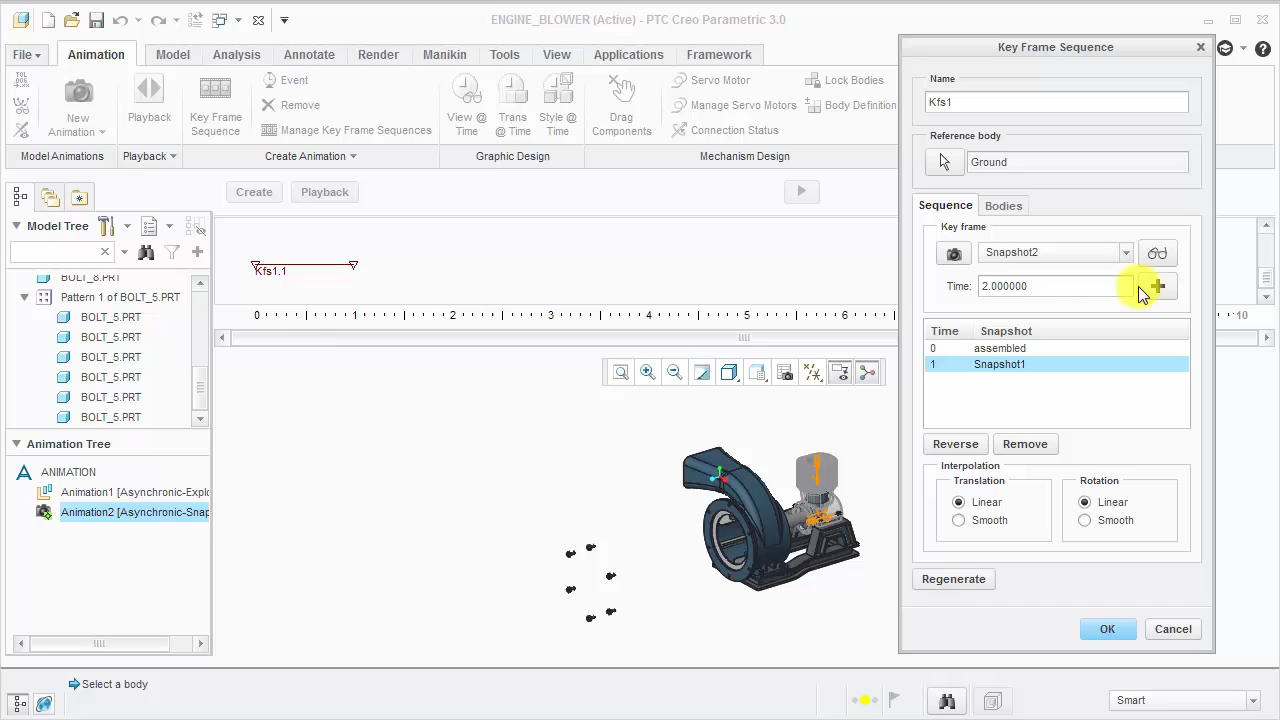 ENGINE_BLOWER (Active) - PTC Creo Parametric 3.0
File Animation Model Analysis Annotate Render Manikin Tools View Applications Framework
New Animation
Playback
Key Frame Sequence
Event
Remove
Manage Key Frame Sequences
View @ Time
Trans @ Time
Style @ Time
Drag Components
Servo Motor
Manage Servo Motors
Connection Status
Lock Bodies
Body Definition
Model Animations Playback Create Animation Graphic Design Mechanism Design
Create Playback
Model Tree
BOLT_8.PRT
Pattern 1 of BOLT_5.PRT
BOLT_5.PRT
BOLT_5.PRT
BOLT_5.PRT
BOLT_5.PRT
BOLT_5.PRT
BOLT_5.PRT
Animation Tree
ANIMATION
Animation1 [Asynchronic-Explo
Animation2 [Asynchronic-Snap
Kfs1.1
0 1 2 3 4 5 6 10
Key Frame Sequence
Name
Kfs1
Reference body
Ground
Sequence Bodies
Key frame
Snapshot2
Time: 2.000000
Time Snapshot
0 assembled
1 Snapshot1
Reverse Remove
Interpolation
Translation Rotation
Linear Linear
Smooth Smooth
Regenerate
OK Cancel
Select a body
Smart